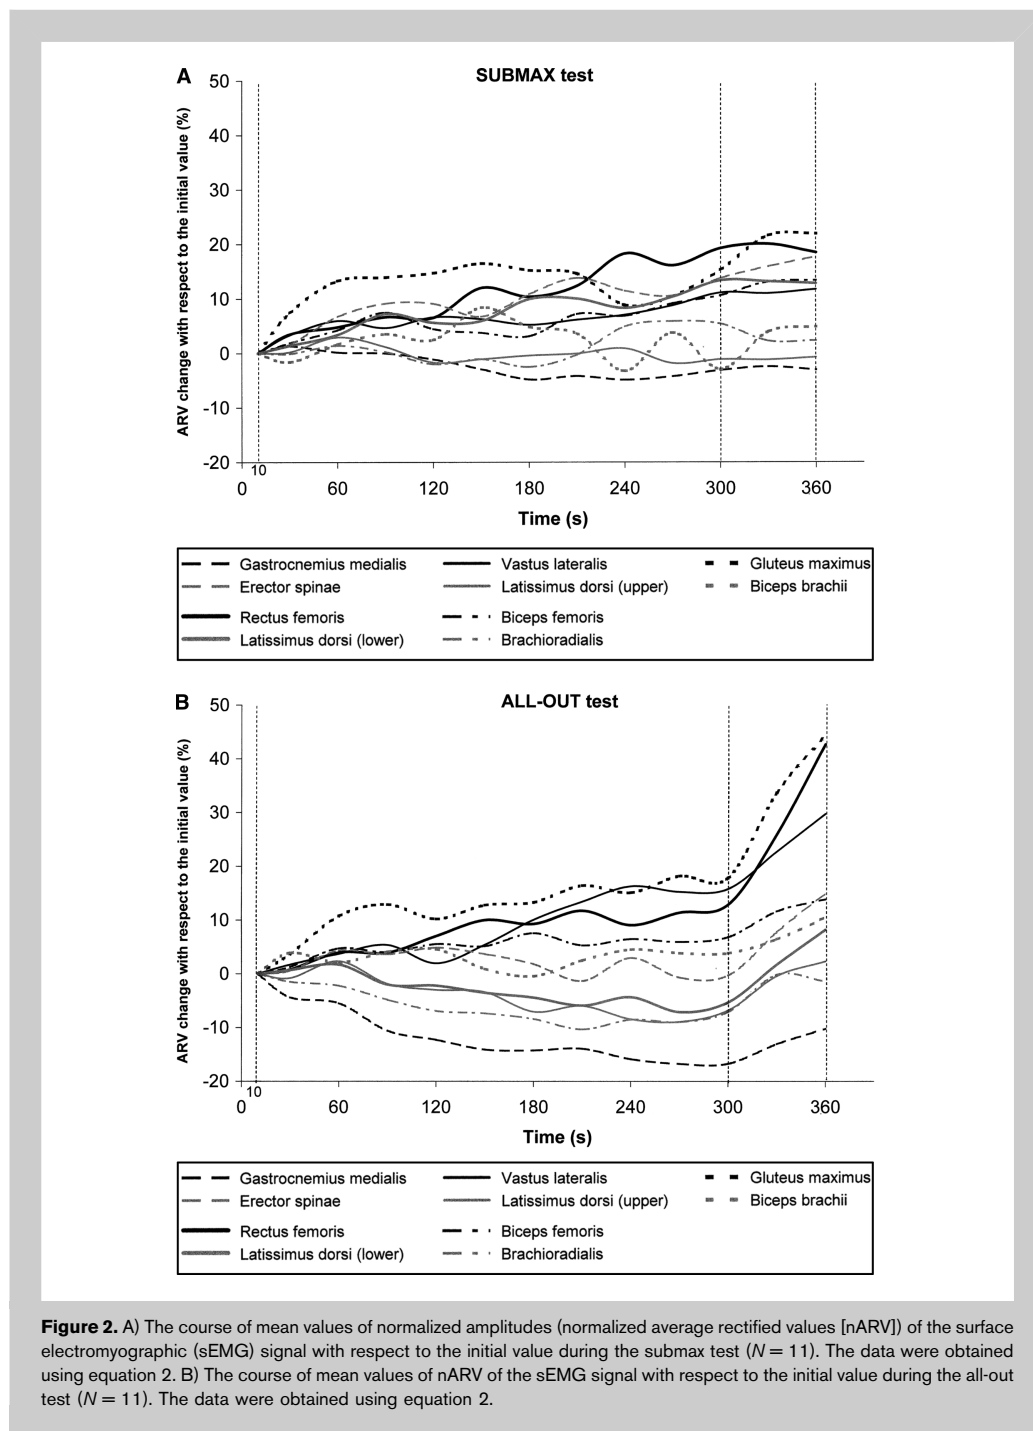 A
SUBMAX test
ARV change with respect to the initial value (%)
50
40
30
20
10
0
-10
-20
10
0 60 120 180 240 300 360
Time (s)
Gastrocnemius medialis Vastus lateralis Gluteus maximus
Erector spinae Latissimus dorsi (upper) Biceps brachii
Rectus femoris Biceps femoris
Latissimus dorsi (lower) Brachioradialis
B
ALL-OUT test
ARV change with respect to the initial value (%)
50
40
30
20
10
0
-10
-20
10
0 60 120 180 240 300 360
Time (s)
Gastrocnemius medialis Vastus lateralis Gluteus maximus
Erector spinae Latissimus dorsi (upper) Biceps brachii
Rectus femoris Biceps femoris
Latissimus dorsi (lower) Brachioradialis
Figure 2. A) The course of mean values of normalized amplitudes (normalized average rectified values [nARV]) of the surface
electromyographic (sEMG) signal with respect to the initial value during the submax test (N = 11). The data were obtained
using equation 2. B) The course of mean values of nARV of the sEMG signal with respect to the initial value during the all-out
test (N = 11). The data were obtained using equation 2.